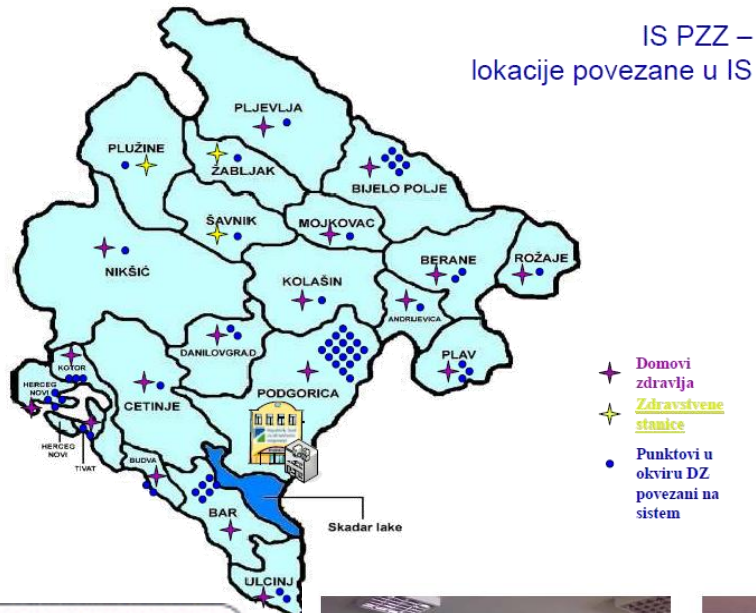 IS PZZ –
lokacije povezane u IS
PLJEVLJA
PLUŽINE
ŽABLJAK
BIJELO POLJE
ŠAVNIK
MOJKOVAC
NIKŠIĆ
KOLAŠIN
BERANE
ROŽAJE
ANDRIJEVICA
DANILOVGRAD
PLAV
KOTOR
HERCEG
NOVI
CETINJE
PODGORICA
HERCEG
NOVI
TIVAT
BUDVA
BAR
Skadar lake
ULCINJ
Domovi
zdravlja
Zdravstvene
stanice
Punktovi u
okviru DZ
povezani na
sistem